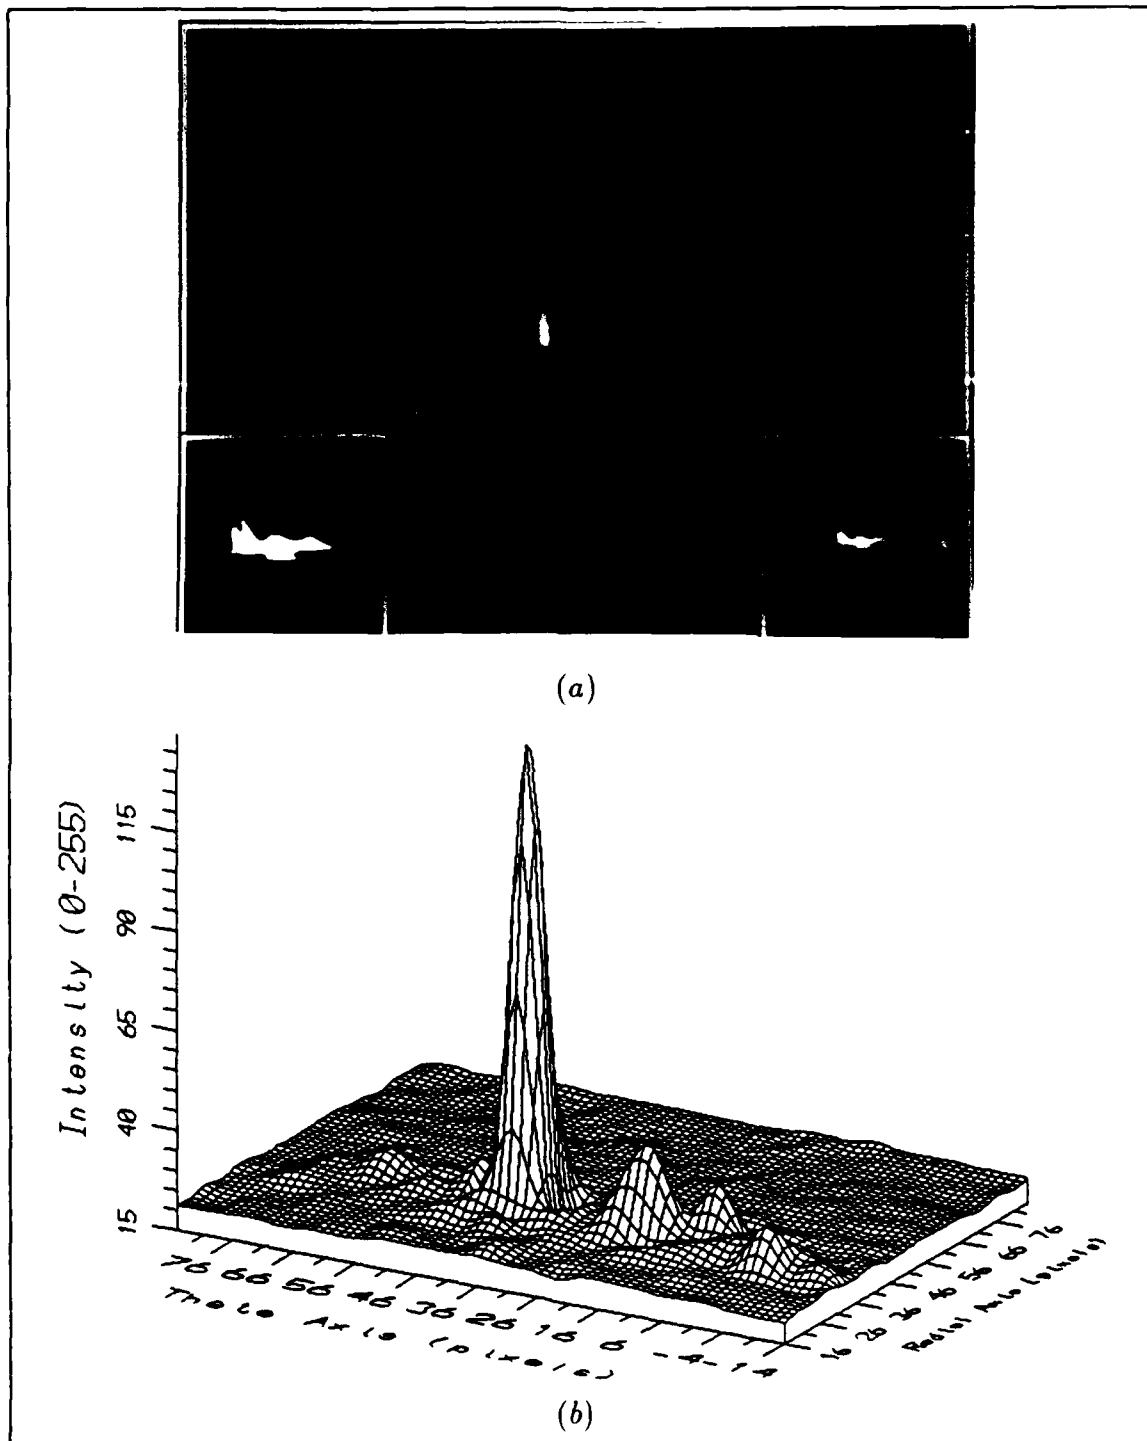 (a)
Intensity (0-255)
115
90
65
40
15
76 66 56 46 36 26 16 6 -4 -14
Theta Axis (pixels)
16 26 36 46 56 66 76
Radial Axis (pixels)
(b)